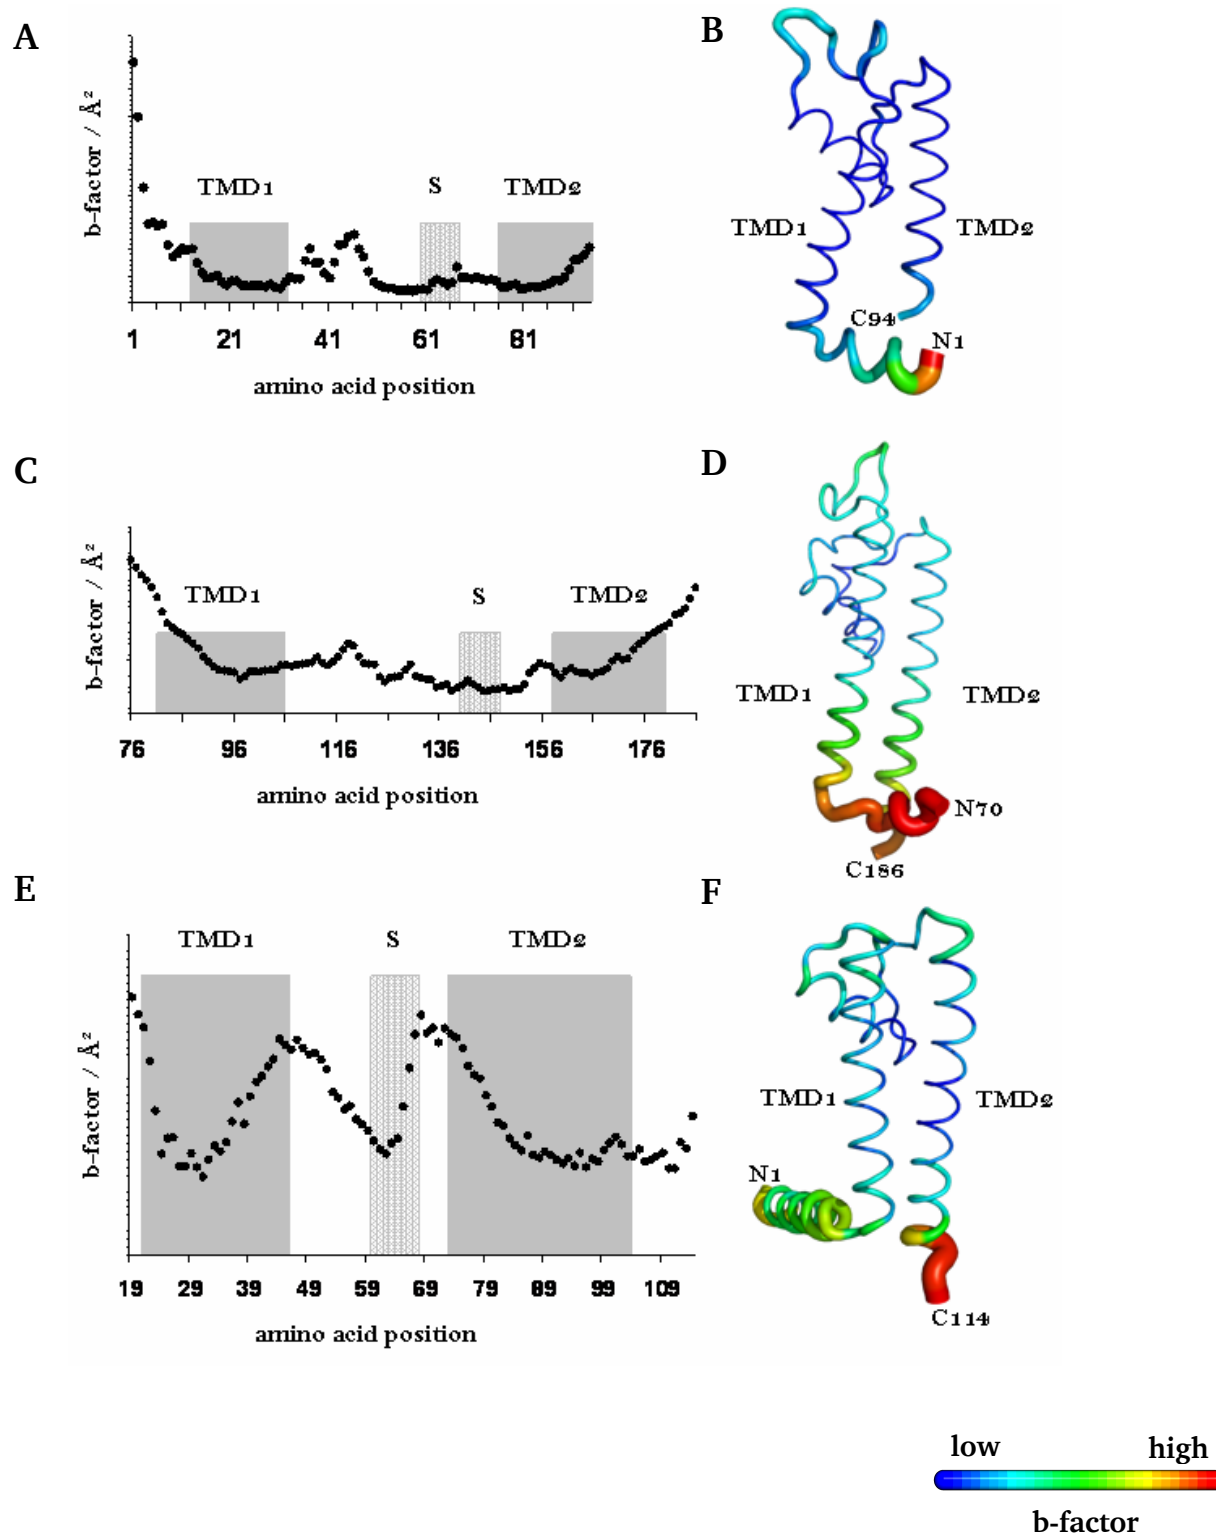 A
b-factor / Å²
TMD1
S
TMD2
1 21 41 61 81
amino acid position
B
TMD1
TMD2
C94
N1
C
b-factor / Å²
TMD1
S
TMD2
76 96 116 136 156 176
amino acid position
D
TMD1
TMD2
N70
C186
E
b-factor / Å²
TMD1
S
TMD2
19 29 39 49 59 69 79 89 99 109
amino acid position
F
TMD1
TMD2
N1
C114
low high
b-factor